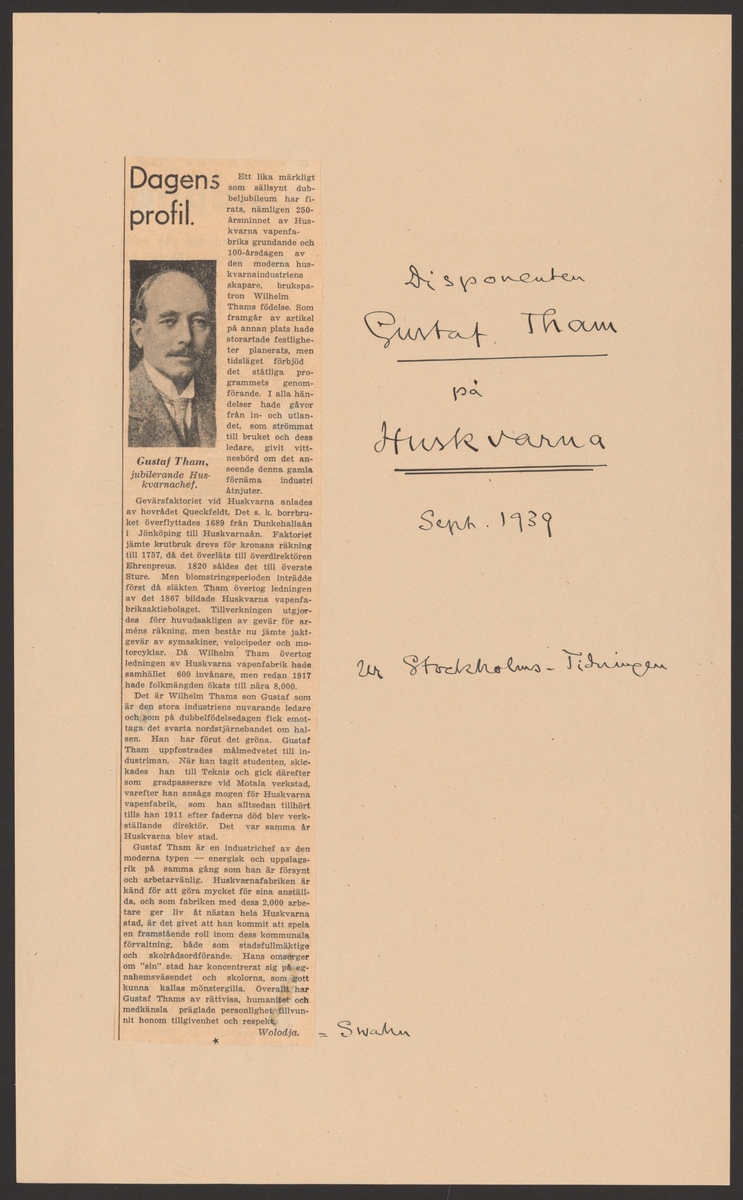 Dagens
profil.
Ett lika märkligt
som sällsynt dub-
beljubileum har fi-
rats, nämligen 250-
årsminnet av Hus-
kvarna vapenfa-
briks grundande och
100-årsdagen av
den moderna hus-
kvarnaindustriens
skapare, brukspa-
tron Wilhelm
Thams födelse. Som
framgår av artikel
på annan plats hade
storartade festlighe-
ter planerats, men
tidsläget förbjöd
det ståtliga pro-
grammets genom-
förande. I alla hän-
delser hade gåvor
från in- och utlan-
det, som strömmat
till bruket och dess
ledare, givit vitt-
nesbörd om det an-
seende denna gamla
förnäma industri
åtnjuter.
Gustaf Tham,
jubilerande Hus-
kvarnachef.
Gevärsfaktoriet vid Huskvarna anlades
av hovrådet Queckfeldt. Det s. k. borrbru-
ket överflyttades 1689 från Dunkehallaån
i Jönköping till Huskvarnaån. Faktoriet
jämte krutbruk drevs för kronans räkning
till 1757, då det överläts till överdirektören
Ehrenpreus. 1820 såldes det till överste
Sture. Men blomstringsperioden inträdde
först då släkten Tham övertog ledningen
av det 1867 bildade Huskvarna vapenfa-
briksaktiebolaget. Tillverkningen utgjor-
des förr huvudsakligen av gevär för ar-
méns räkning, men består nu jämte jakt-
gevär av symaskiner, velocipeder och mo-
torcyklar. Då Wilhelm Tham övertog
ledningen av Huskvarna vapenfabrik hade
samhället 600 invånare, men redan 1917
hade folkmängden ökats till nära 8,000.
Det är Wilhelm Thams son Gustaf som
är den stora industriens nuvarande ledare
och som på dubbelfödelsedagen fick emot-
taga det svarta nordstjärnebandet om hal-
sen. Han har förut det gröna. Gustaf
Tham uppfostrades målmedvetet till in-
dustriman. När han tagit studenten, skic-
kades han till Teknis och gick därefter
som gradpasserare vid Motala verkstad,
varefter han ansågs mogen för Huskvarna
vapenfabrik, som han alltsedan tillhört
tills han 1911 efter faderns död blev verk-
ställande direktör. Det var samma år
Huskvarna blev stad.
Gustaf Tham är en industrichef av den
moderna typen — energisk och uppslags-
rik på samma gång som han är försynt
och arbetarvänlig. Huskvarnafabriken är
känd för att göra mycket för sina anställ-
da, och som fabriken med dess 2,000 arbe-
tare ger liv åt nästan hela Huskvarna
stad, är det givet att han kommit att spela
en framstående roll inom dess kommunala
förvaltning, både som stadsfullmäktige
och skolrådsordförande. Hans omsorger
om "sin" stad har koncentrerat sig på eg-
nahemsväsendet och skolorna, som gott
kunna kallas mönstergilla. Överallt har
Gustaf Thams av rättvisa, humanitet och
medkänsla präglade personlighet tillvun-
nit honom tillgivenhet och respekt.
Wolodja.
= Swahn
Disponenten
Gustaf Tham
på
Huskvarna
Sept. 1939
ur Stockholms-Tidningen